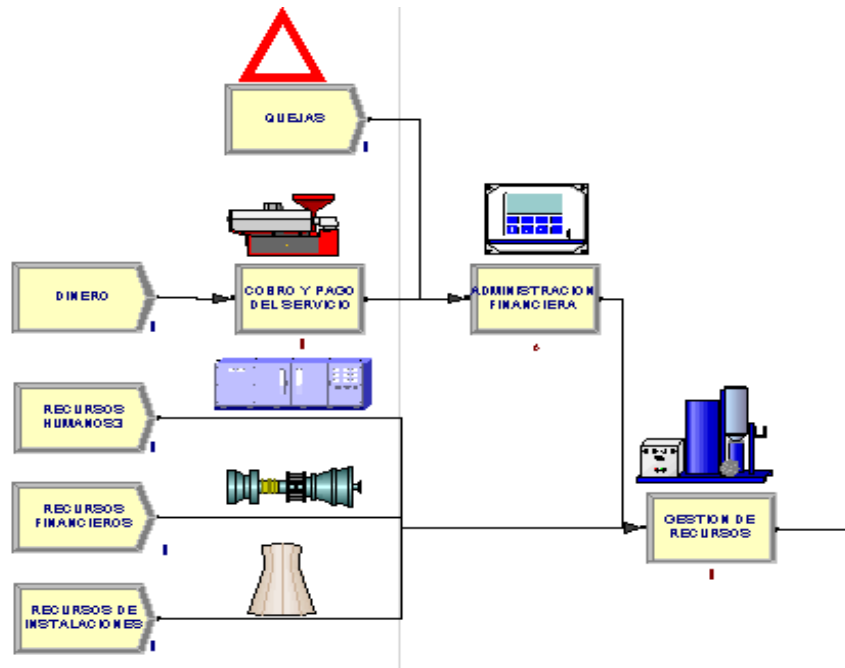 QUEJAS
DINERO
COBRO Y PAGO
DEL SERVICIO
ADMINISTRACION
FINANCIERA
RECURSOS
HUMANOS3
RECURSOS
FINANCIEROS
GESTION DE
RECURSOS
RECURSOS DE
INSTALACIONES